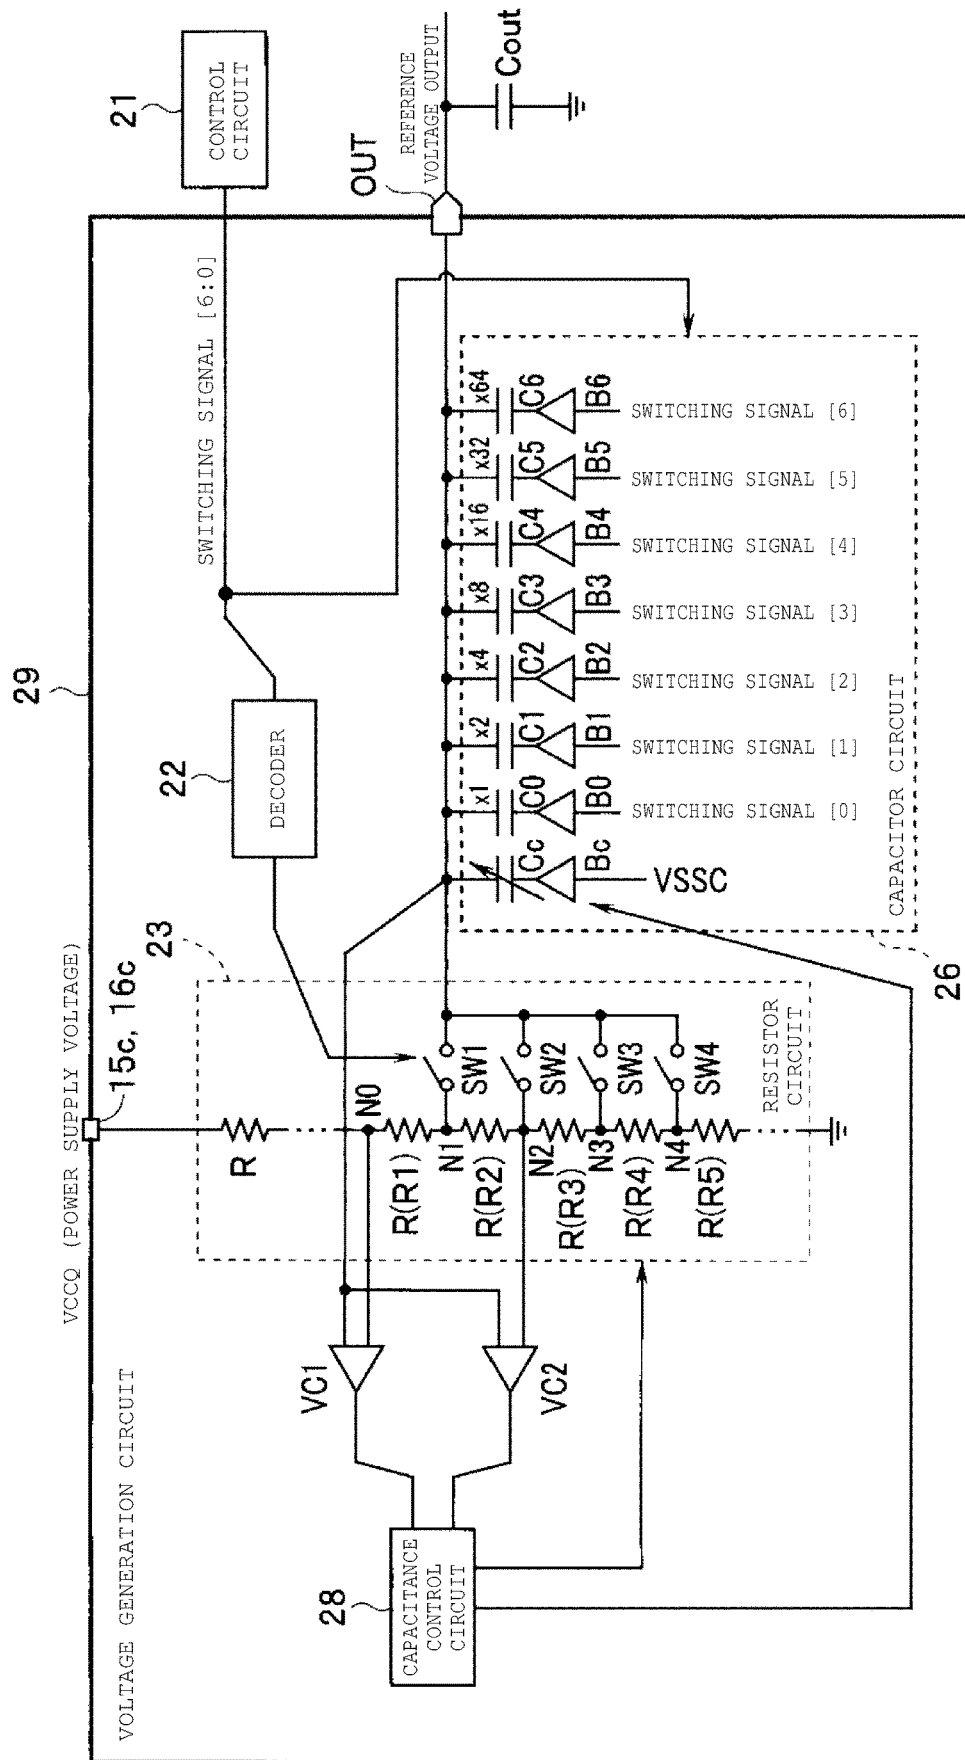 29
VCCQ (POWER SUPPLY VOLTAGE)
15c, 16c
VOLTAGE GENERATION CIRCUIT
21
CONTROL
CIRCUIT
SWITCHING SIGNAL [6:0]
22
DECODER
OUT
REFERENCE
VOLTAGE OUTPUT
Cout
23
R
N0
R(R1)
N1
R(R2)
N2
R(R3)
N3
R(R4)
N4
R(R5)
SW1
SW2
SW3
SW4
RESISTOR
CIRCUIT
VC1
VC2
28
CAPACITANCE
CONTROL
CIRCUIT
x1
x2
x4
x8
x16
x32
x64
Cc
C0
C1
C2
C3
C4
C5
C6
Bc
B0
B1
B2
B3
B4
B5
B6
VSSC
SWITCHING SIGNAL [0]
SWITCHING SIGNAL [1]
SWITCHING SIGNAL [2]
SWITCHING SIGNAL [3]
SWITCHING SIGNAL [4]
SWITCHING SIGNAL [5]
SWITCHING SIGNAL [6]
CAPACITOR CIRCUIT
26